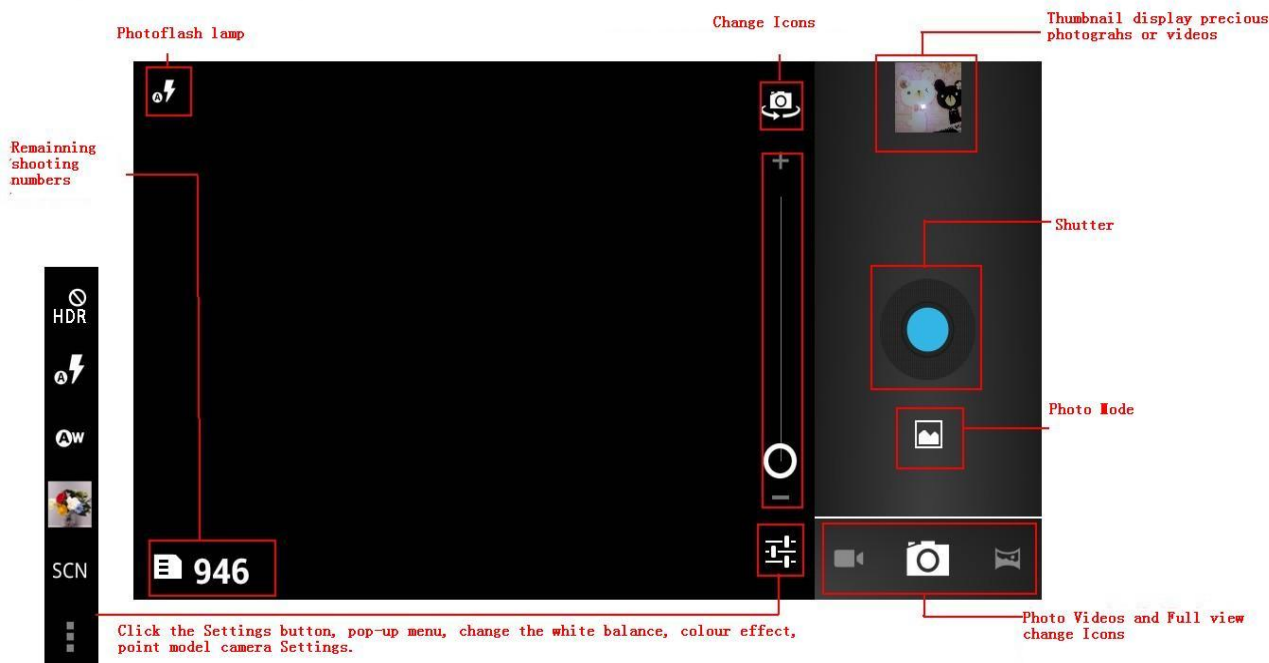 Photoflash lamp
Change Icons
Thumbnail display precious
photograhs or videos
Remainning
shooting
numbers
Shutter
HDR
A
A
AW
Photo Mode
SCN
946
Click the Settings button, pop-up menu, change the white balance, colour effect,
point model camera Settings.
Photo Videos and Full view
change Icons